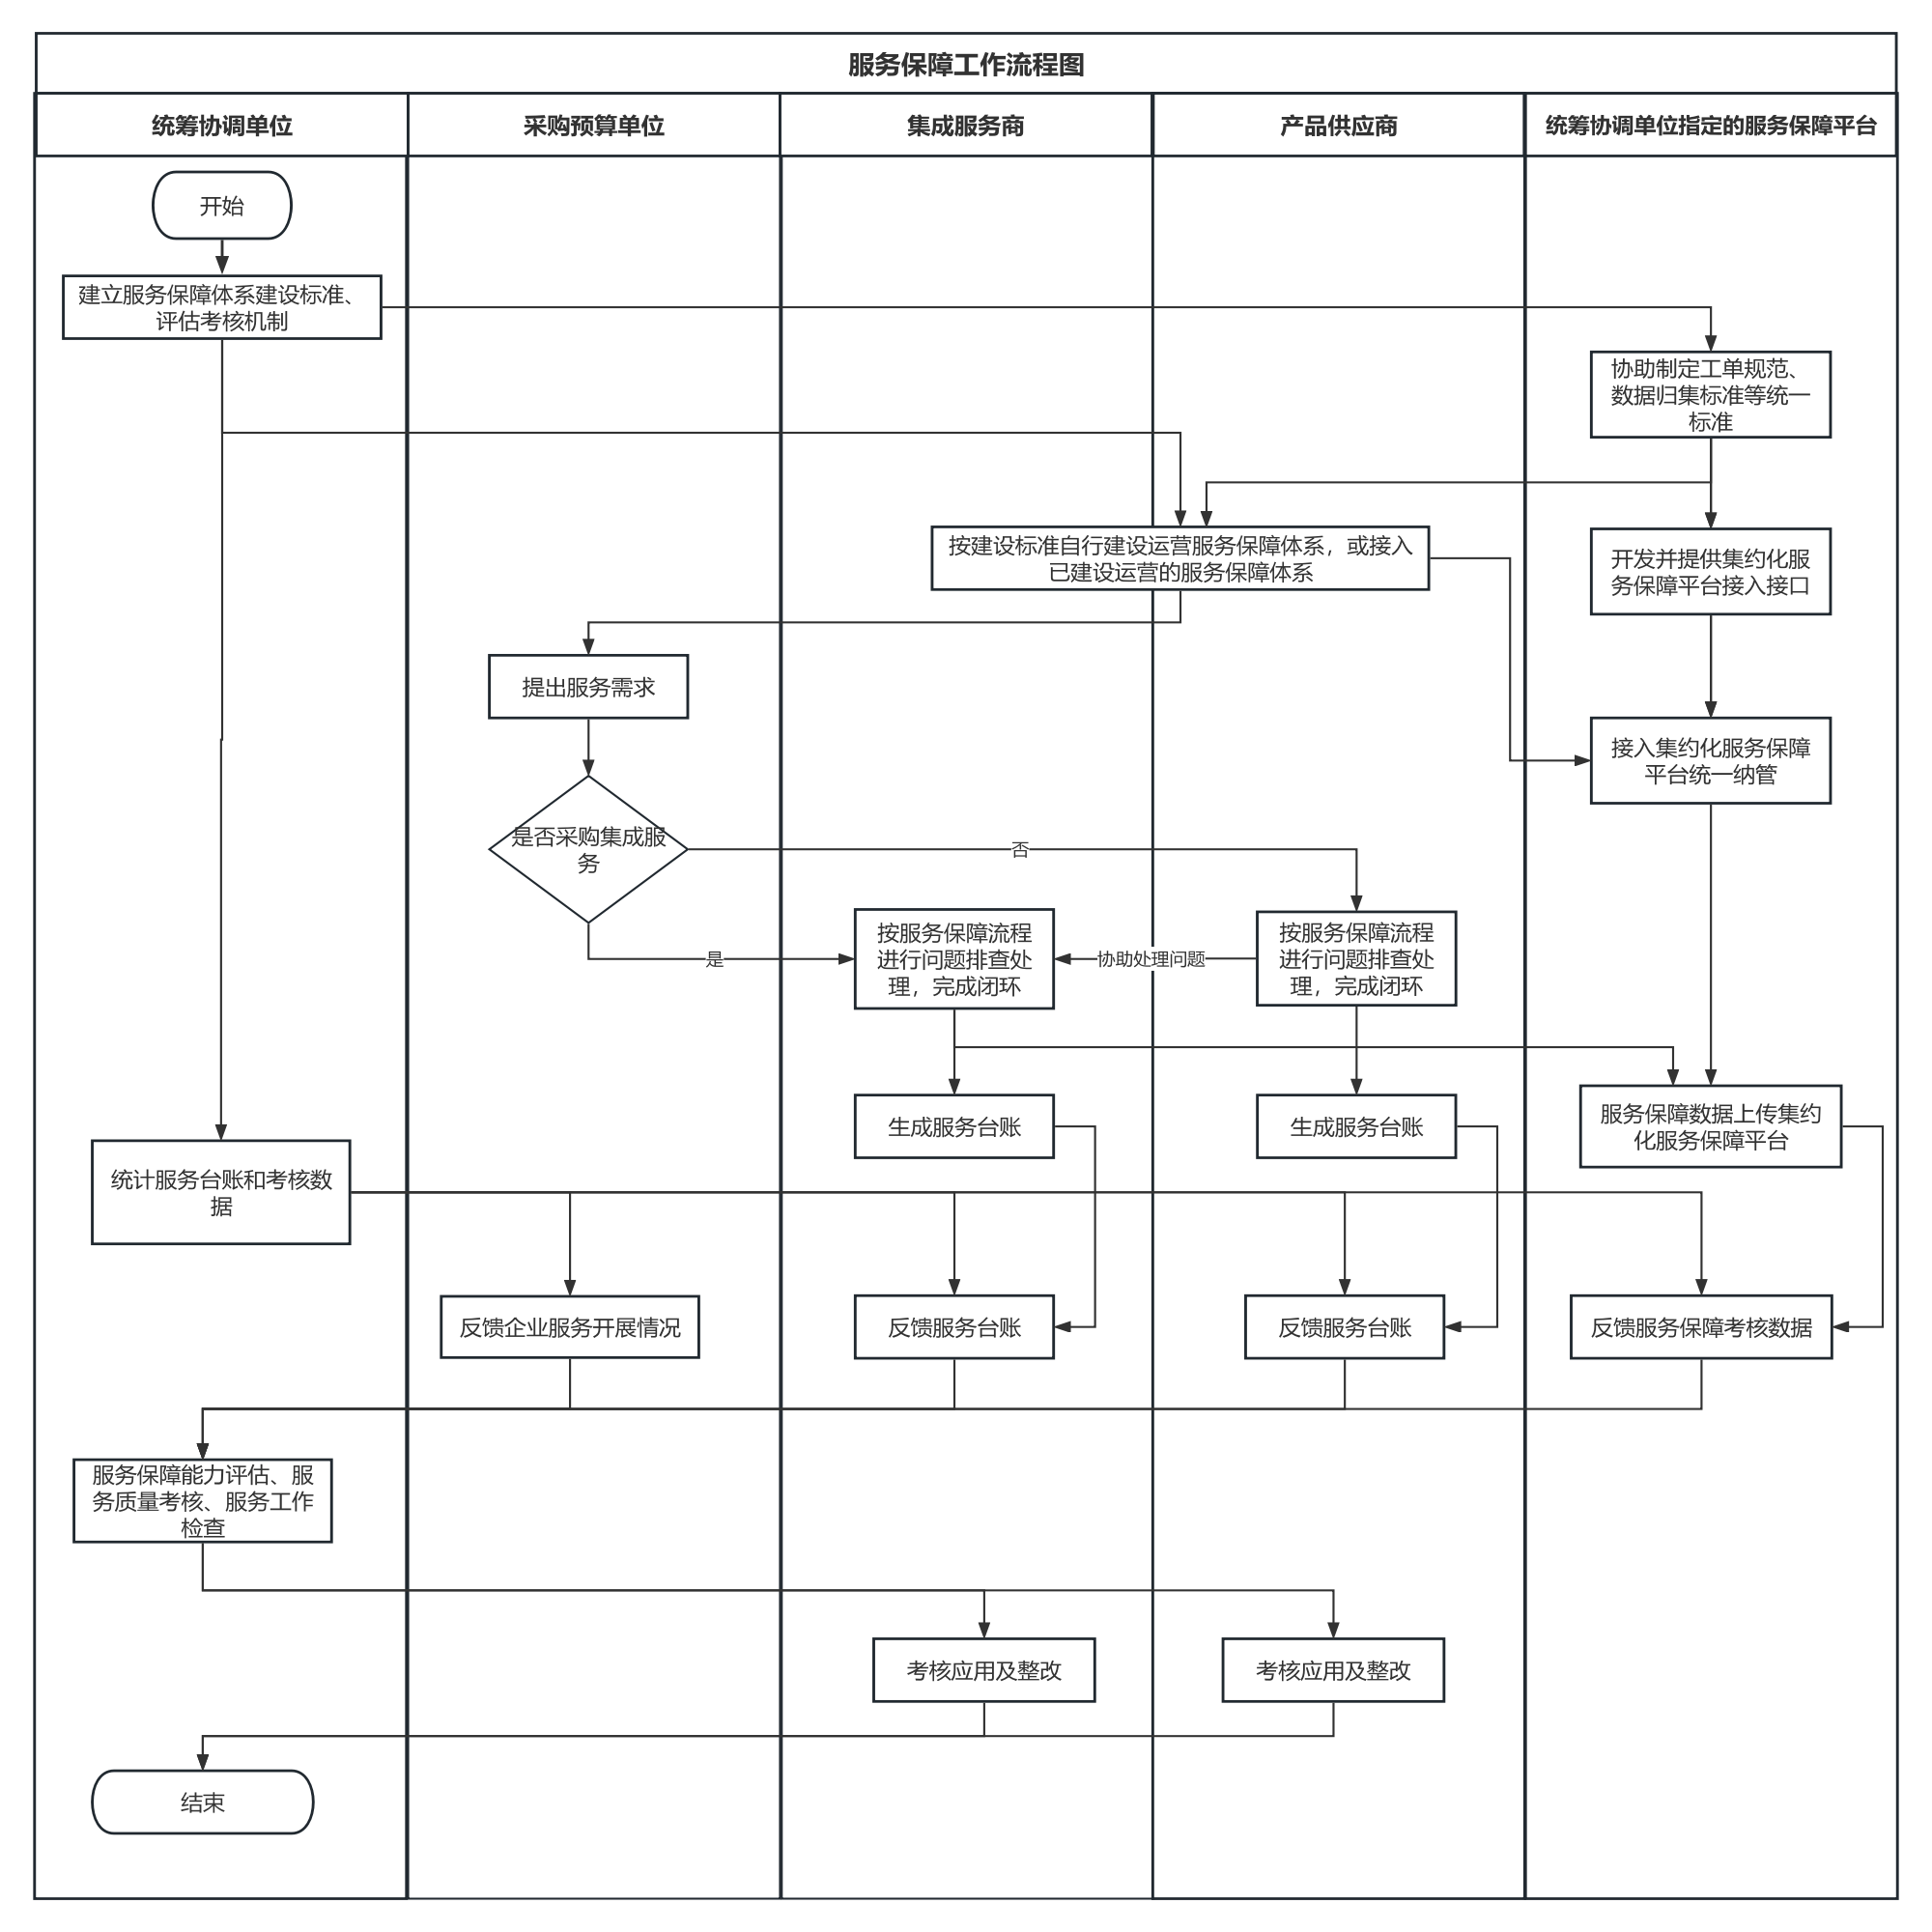 服务保障工作流程图
统筹协调单位
采购预算单位
集成服务商
产品供应商
统筹协调单位指定的服务保障平台
开始
建立服务保障体系建设标准、
评估考核机制
协助制定工单规范、
数据归集标准等统一
标准
按建设标准自行建设运营服务保障体系，或接入
已建设运营的服务保障体系
开发并提供集约化服
务保障平台接入接口
提出服务需求
接入集约化服务保障
平台统一纳管
是否采购集成服
务
否
按服务保障流程
进行问题排查处
理，完成闭环
按服务保障流程
进行问题排查处
理，完成闭环
是
协助处理问题
生成服务台账
生成服务台账
服务保障数据上传集约
化服务保障平台
统计服务台账和考核数
据
反馈企业服务开展情况
反馈服务台账
反馈服务台账
反馈服务保障考核数据
服务保障能力评估、服
务质量考核、服务工作
检查
考核应用及整改
考核应用及整改
结束